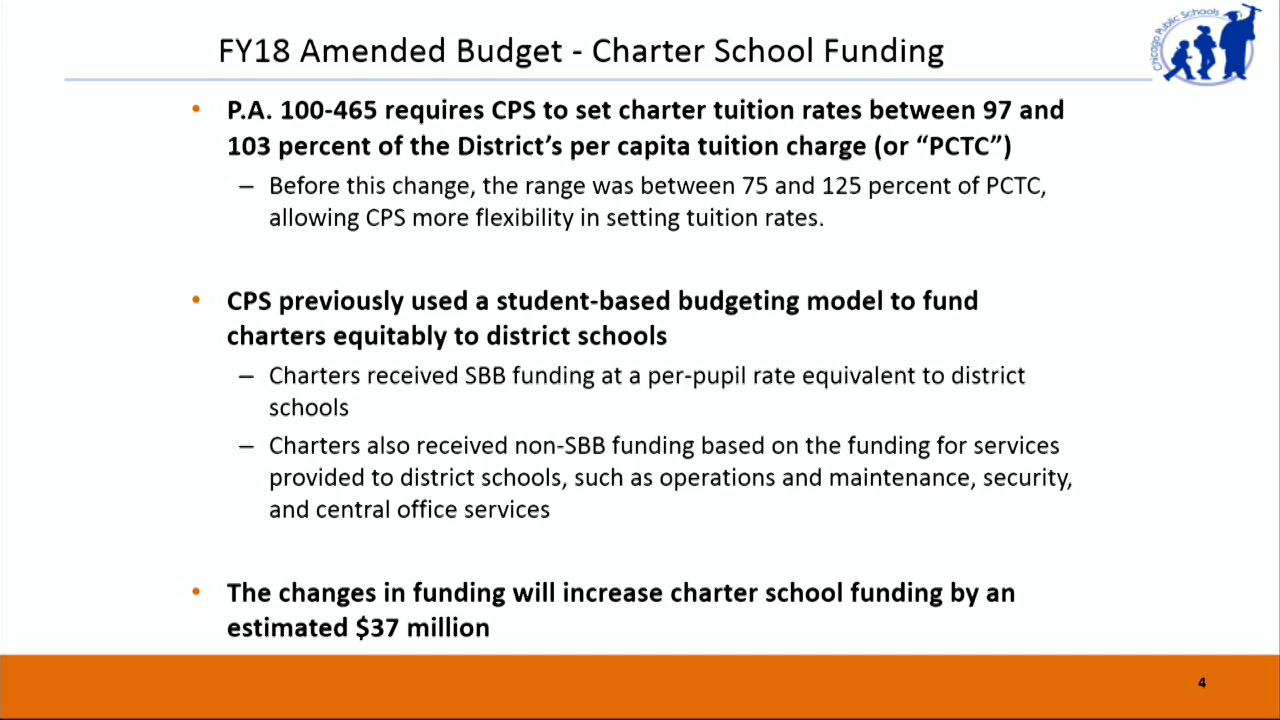 FY18 Amended Budget - Charter School Funding
Chicago Public Schools
• P.A. 100-465 requires CPS to set charter tuition rates between 97 and
103 percent of the District’s per capita tuition charge (or “PCTC”)
– Before this change, the range was between 75 and 125 percent of PCTC,
allowing CPS more flexibility in setting tuition rates.
• CPS previously used a student-based budgeting model to fund
charters equitably to district schools
– Charters received SBB funding at a per-pupil rate equivalent to district
schools
– Charters also received non-SBB funding based on the funding for services
provided to district schools, such as operations and maintenance, security,
and central office services
• The changes in funding will increase charter school funding by an
estimated $37 million
4